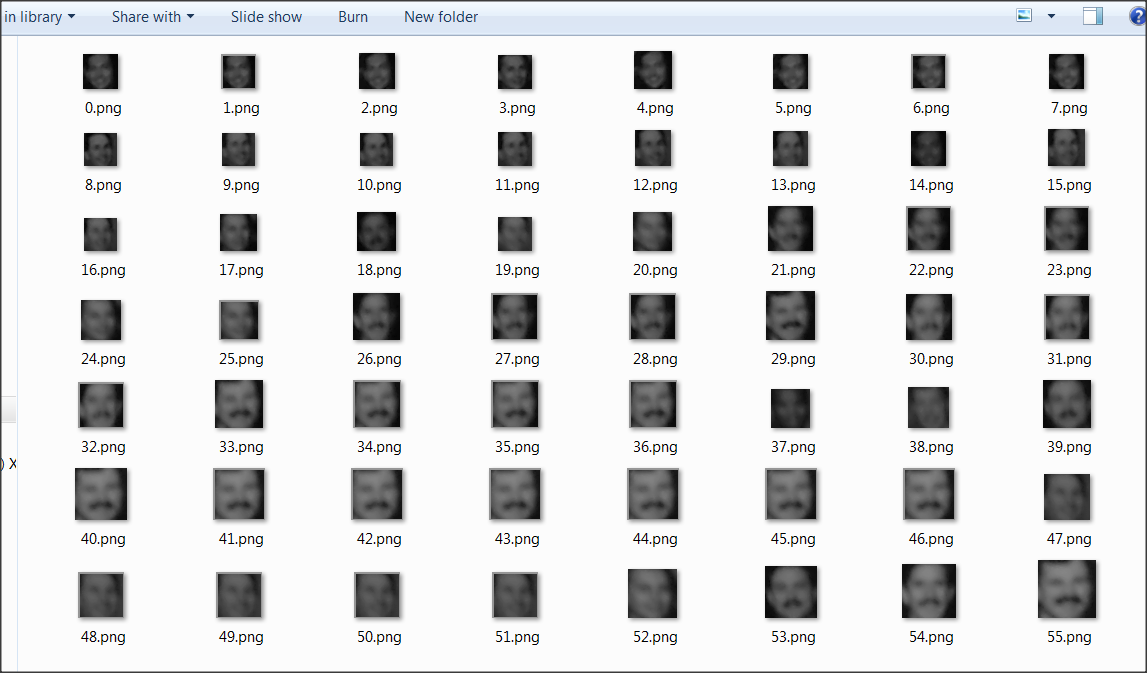 in library Share with Slide show Burn New folder
0.png 1.png 2.png 3.png 4.png 5.png 6.png 7.png
8.png 9.png 10.png 11.png 12.png 13.png 14.png 15.png
16.png 17.png 18.png 19.png 20.png 21.png 22.png 23.png
24.png 25.png 26.png 27.png 28.png 29.png 30.png 31.png
32.png 33.png 34.png 35.png 36.png 37.png 38.png 39.png
) X
40.png 41.png 42.png 43.png 44.png 45.png 46.png 47.png
48.png 49.png 50.png 51.png 52.png 53.png 54.png 55.png